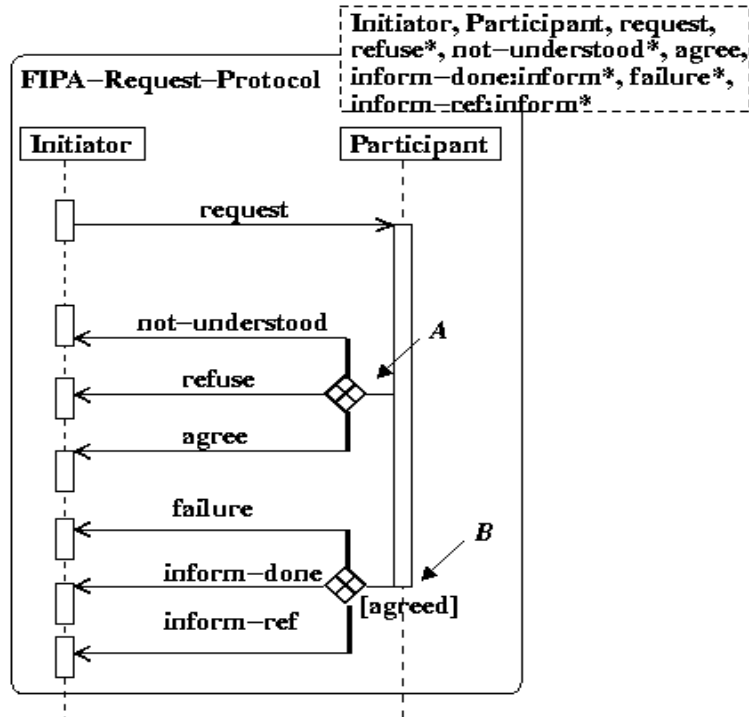 Initiator, Participant, request,
refuse*, not-understood*, agree,
inform-done:inform*, failure*,
inform-ref:inform*
FIPA-Request-Protocol
Initiator
Participant
request
not-understood
A
refuse
agree
failure
B
inform-done
[agreed]
inform-ref